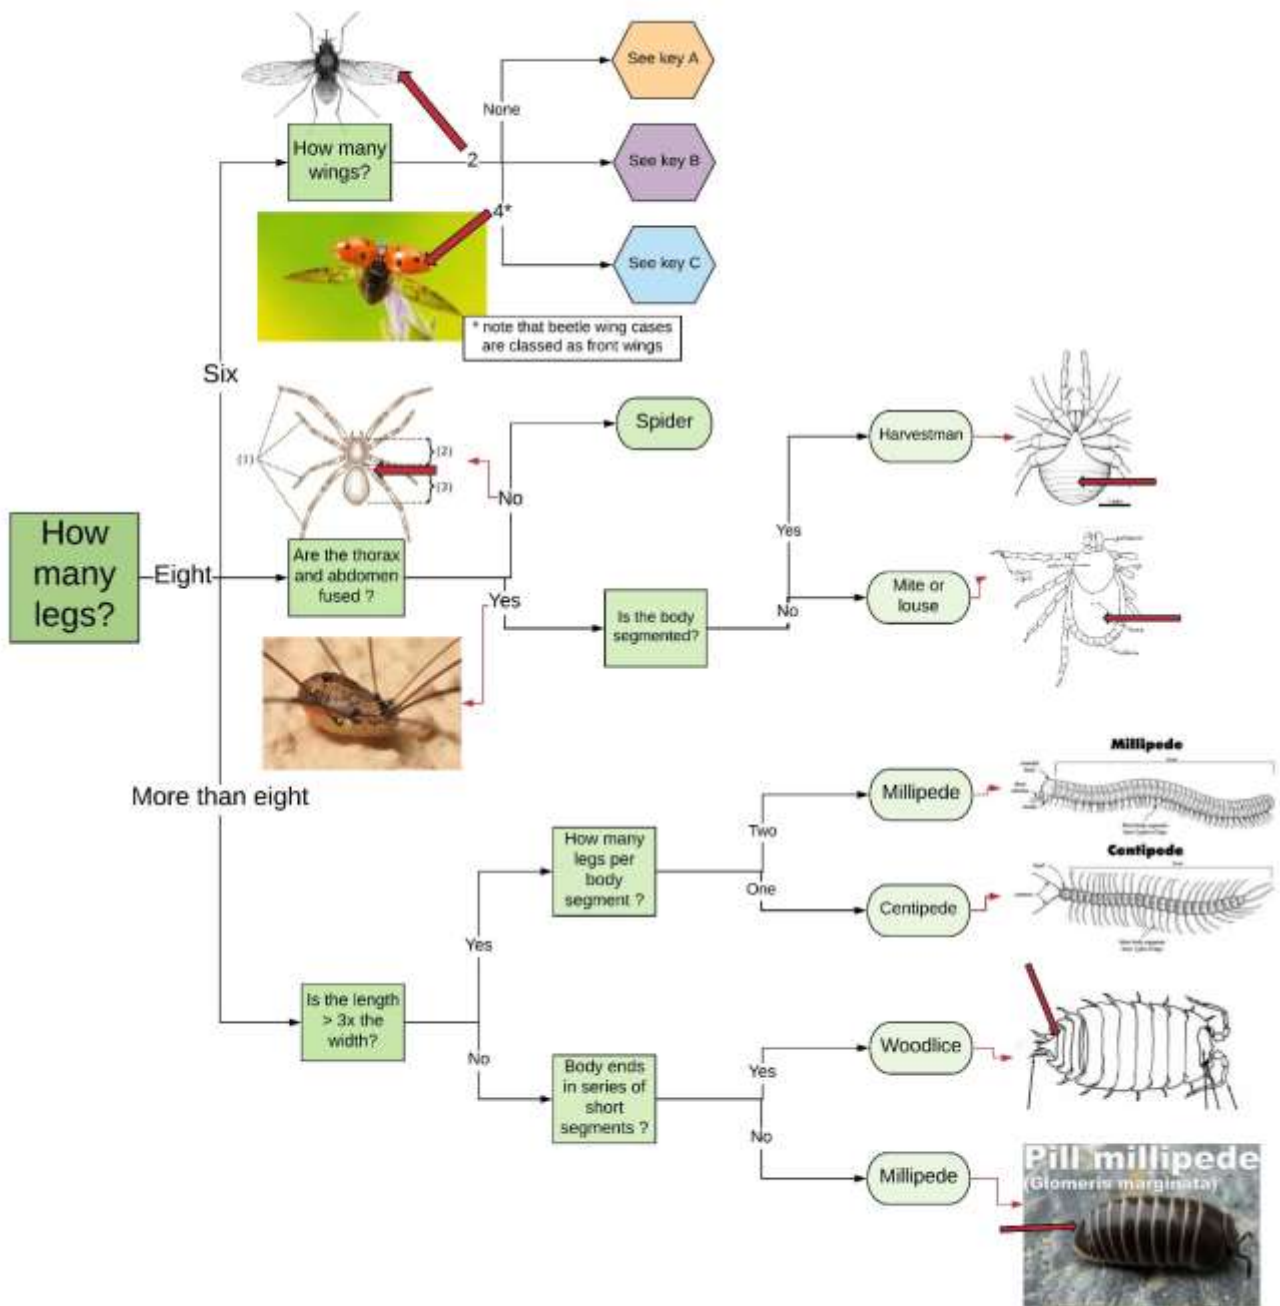 How many
wings?
None
2
4*
See key A
See key B
See key C
* note that beetle wing cases
are classed as front wings
Six
(1)
(2)
(3)
No
Spider
How
many
legs?
Eight
Are the thorax
and abdomen
fused ?
Yes
Is the body
segmented?
Yes
Harvestman
No
Mite or
louse
More than eight
Is the length
> 3x the
width?
Yes
How many
legs per
body
segment ?
Two
Millipede
Millipede
One
Centipede
Centipede
No
Body ends
in series of
short
segments ?
Yes
Woodlice
No
Millipede
Pill millipede
(Glomeris marginata)